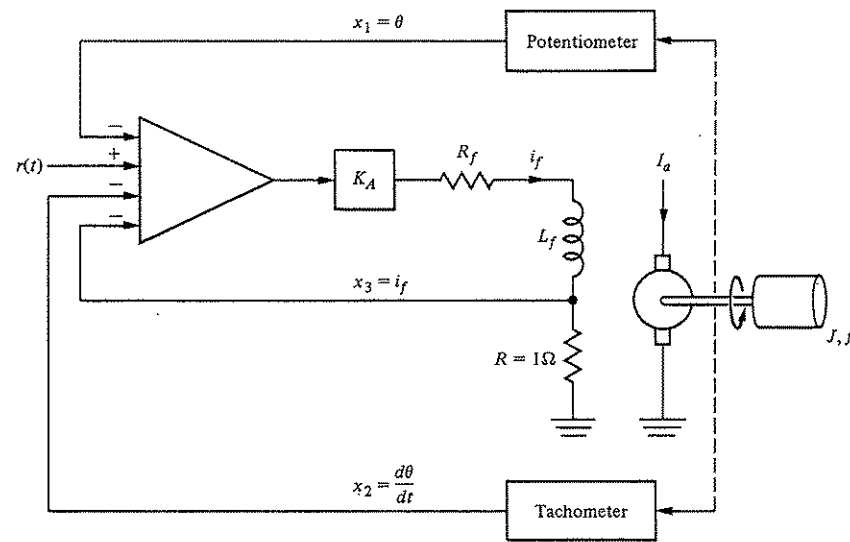 x₁ = θ
Potentiometer
−
r(t)
+
−
−
K_A
R_f
i_f
I_a
L_f
x₃ = i_f
R = 1Ω
J, f
x₂ = dθ/dt
Tachometer